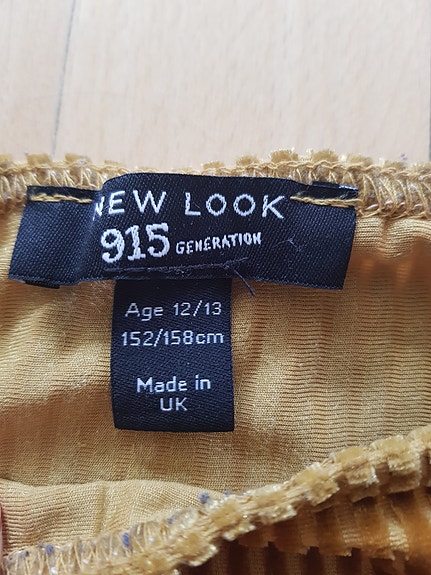 NEW LOOK
915 GENERATION
Age 12/13
152/158cm
Made in
UK